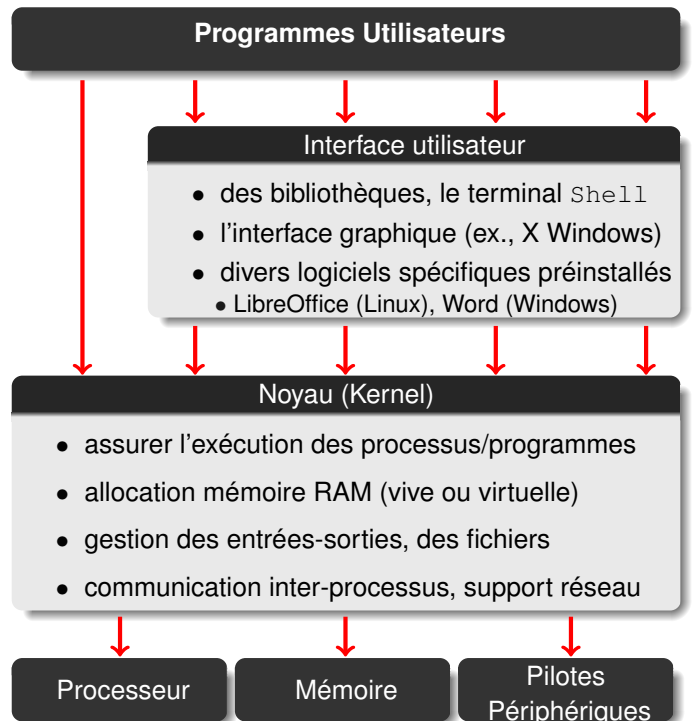 Programmes Utilisateurs
Interface utilisateur
• des bibliothèques, le terminal Shell
• l'interface graphique (ex., X Windows)
• divers logiciels spécifiques préinstallés
• LibreOffice (Linux), Word (Windows)
Noyau (Kernel)
• assurer l'exécution des processus/programmes
• allocation mémoire RAM (vive ou virtuelle)
• gestion des entrées-sorties, des fichiers
• communication inter-processus, support réseau
Processeur
Mémoire
Pilotes
Périphériques